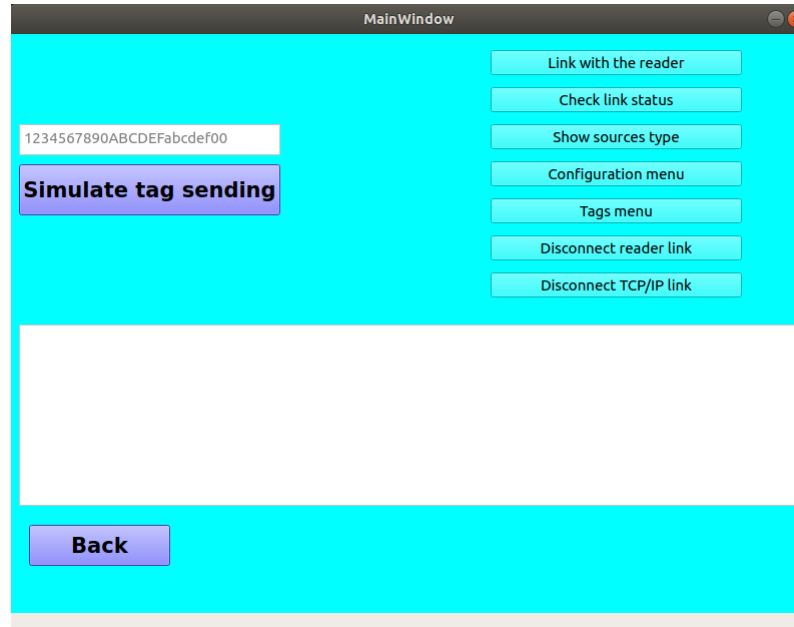 MainWindow
Link with the reader
Check link status
1234567890ABCDEFabcdef00
Show sources type
Simulate tag sending
Configuration menu
Tags menu
Disconnect reader link
Disconnect TCP/IP link
Back